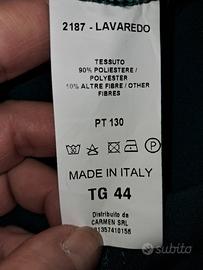 2187 - LAVAREDO
TESSUTO
90% POLIESTERE /
POLYESTER
10% ALTRE FIBRE / OTHER
FIBRES
PT 130
P
MADE IN ITALY
TG 44
Distribuito da
CARMEN SRL
01357410156
subito